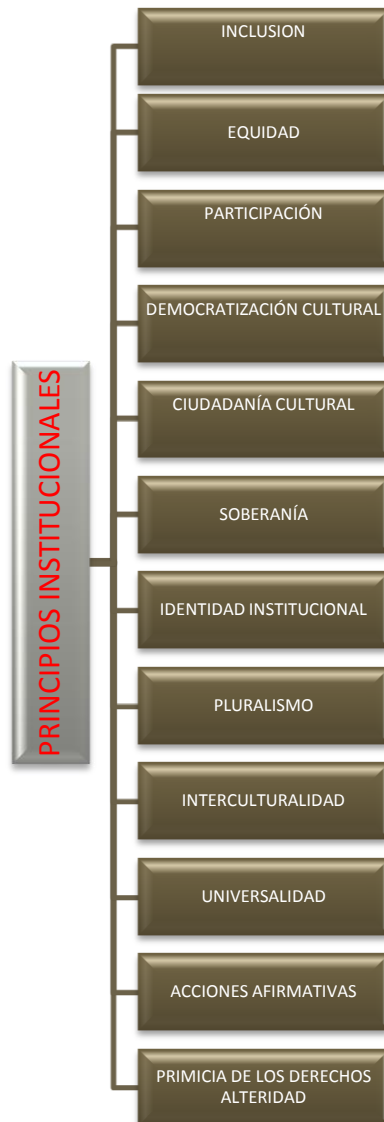 PRINCIPIOS INSTITUCIONALES
INCLUSION
EQUIDAD
PARTICIPACIÓN
DEMOCRATIZACIÓN CULTURAL
CIUDADANÍA CULTURAL
SOBERANÍA
IDENTIDAD INSTITUCIONAL
PLURALISMO
INTERCULTURALIDAD
UNIVERSALIDAD
ACCIONES AFIRMATIVAS
PRIMICIA DE LOS DERECHOS
ALTERIDAD